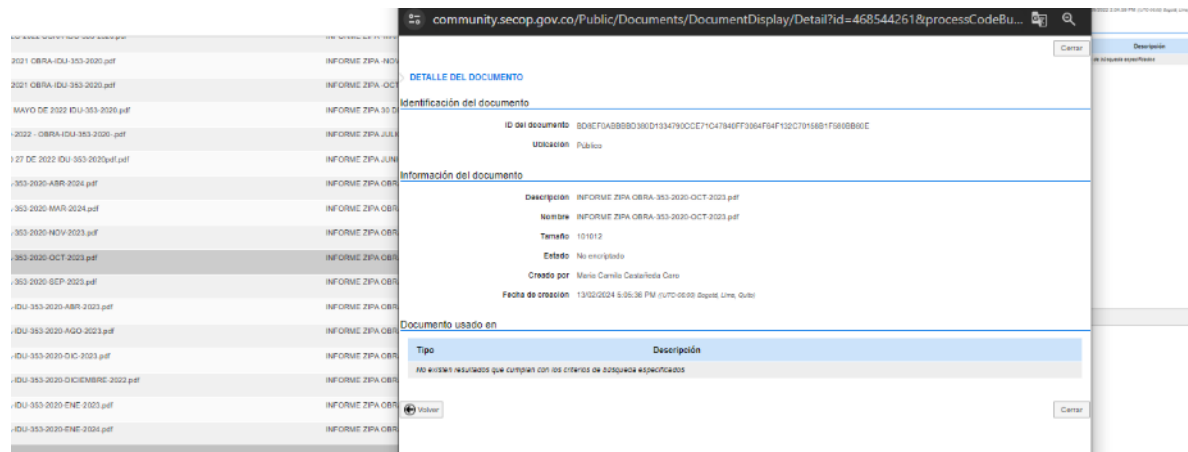 community.secop.gov.co/Public/Documents/DocumentDisplay/Detail?id=468544261&processCodeBu...
Cerrar
DETALLE DEL DOCUMENTO
Identificación del documento
ID del documento
Ubicación Público
Información del documento
Descripción INFORME ZIPA OBRA-353-2020-OCT-2023.pdf
Nombre INFORME ZIPA OBRA-353-2020-OCT-2023.pdf
Tamaño 101012
Estado No encriptado
Creado por Maria Camila Castañeda Caro
Fecha de creación 13/02/2024 5:05:36 PM ((UTC-05:00) Bogotá, Lima, Quito)
Documento usado en
Tipo Descripción
No existen resultados que cumplan con los criterios de búsqueda especificados
Volver
Cerrar
2021 OBRA-IDU-353-2020.pdf INFORME ZIPA -NOV
2021 OBRA-IDU-353-2020.pdf INFORME ZIPA -OCT
MAYO DE 2022 IDU-353-2020.pdf INFORME ZIPA 30 D
-2022 - OBRA-IDU-353-2020-.pdf INFORME ZIPA JULI
27 DE 2022 IDU-353-2020pdf.pdf INFORME ZIPA JUNI
-353-2020-ABR-2024.pdf INFORME ZIPA OBR
-353-2020-MAR-2024.pdf INFORME ZIPA OBR
-353-2020-NOV-2023.pdf INFORME ZIPA OBR
-353-2020-OCT-2023.pdf INFORME ZIPA OBR
-353-2020-SEP-2023.pdf INFORME ZIPA OBR
-IDU-353-2020-ABR-2023.pdf INFORME ZIPA OBR
-IDU-353-2020-AGO-2023.pdf INFORME ZIPA OBR
-IDU-353-2020-DIC-2023.pdf INFORME ZIPA OBR
-IDU-353-2020-DICIEMBRE-2022.pdf INFORME ZIPA OBR
-IDU-353-2020-ENE-2023.pdf INFORME ZIPA OBR
-IDU-353-2020-ENE-2024.pdf INFORME ZIPA OBR
Descripción
de búsqueda especificados